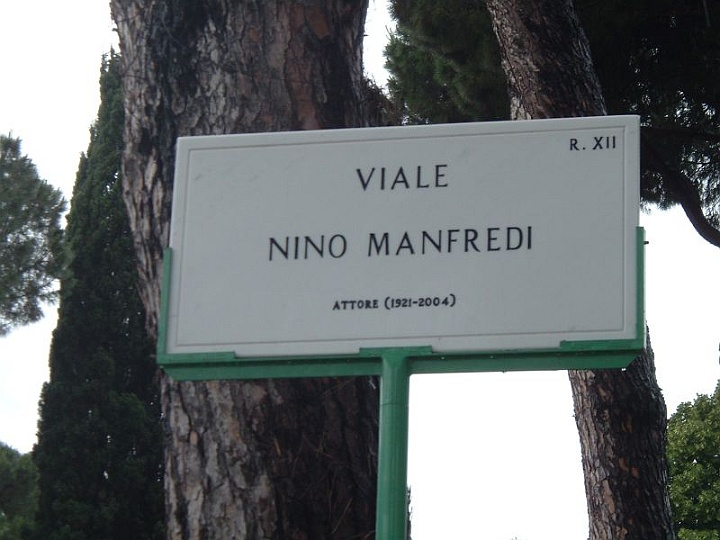 R. XII
VIALE
NINO MANFREDI
ATTORE (1921-2004)